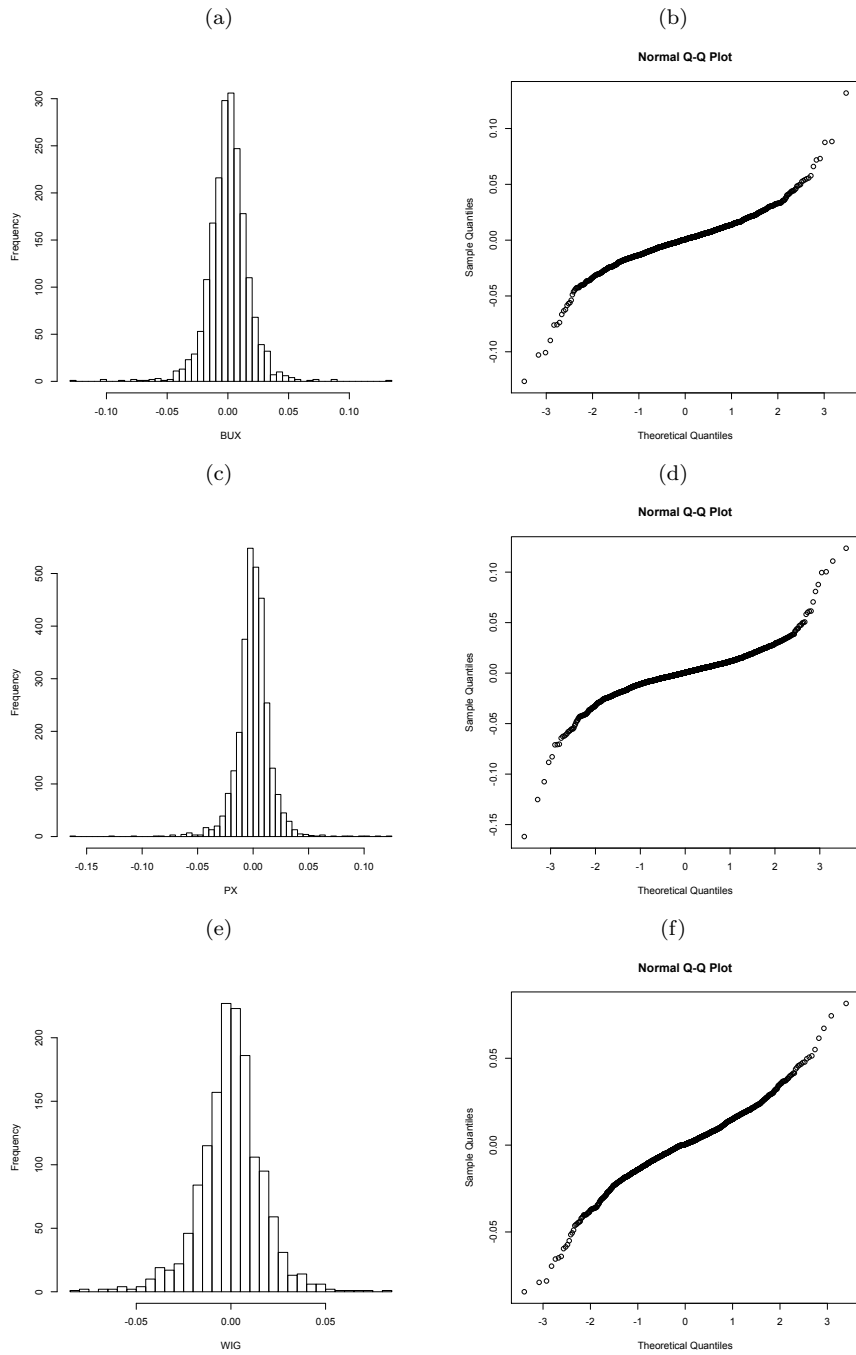 (a)
(b)
Normal Q-Q Plot
300
250
200
150
100
50
0
Frequency
-0.10 -0.05 0.00 0.05 0.10
BUX
0.10
0.05
0.00
-0.05
-0.10
Sample Quantiles
-3 -2 -1 0 1 2 3
Theoretical Quantiles
(c)
(d)
Normal Q-Q Plot
500
400
300
200
100
0
Frequency
-0.15 -0.10 -0.05 0.00 0.05 0.10
PX
0.10
0.05
0.00
-0.05
-0.10
-0.15
Sample Quantiles
-3 -2 -1 0 1 2 3
Theoretical Quantiles
(e)
(f)
Normal Q-Q Plot
200
150
100
50
0
Frequency
-0.05 0.00 0.05
WIG
0.05
0.00
-0.05
Sample Quantiles
-3 -2 -1 0 1 2 3
Theoretical Quantiles